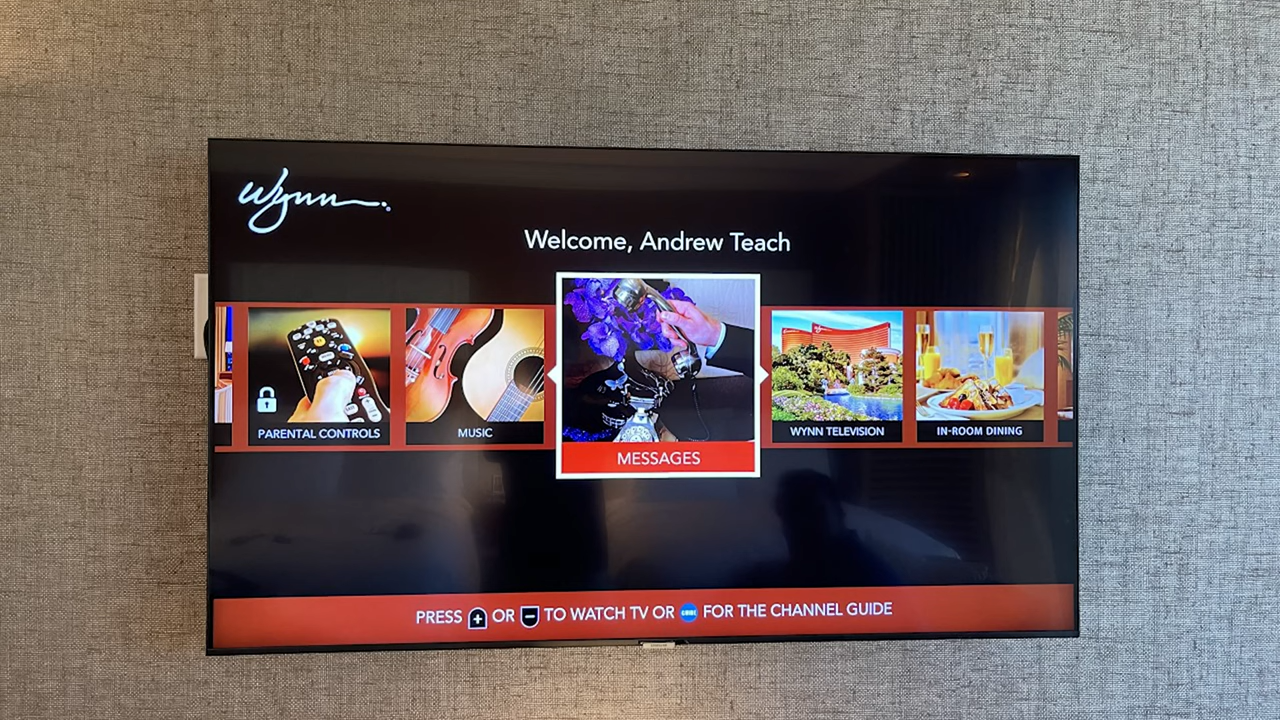 Wynn.
Welcome, Andrew Teach
PARENTAL CONTROLS
MUSIC
MESSAGES
WYNN TELEVISION
IN-ROOM DINING
PRESS + OR – TO WATCH TV OR GUIDE FOR THE CHANNEL GUIDE